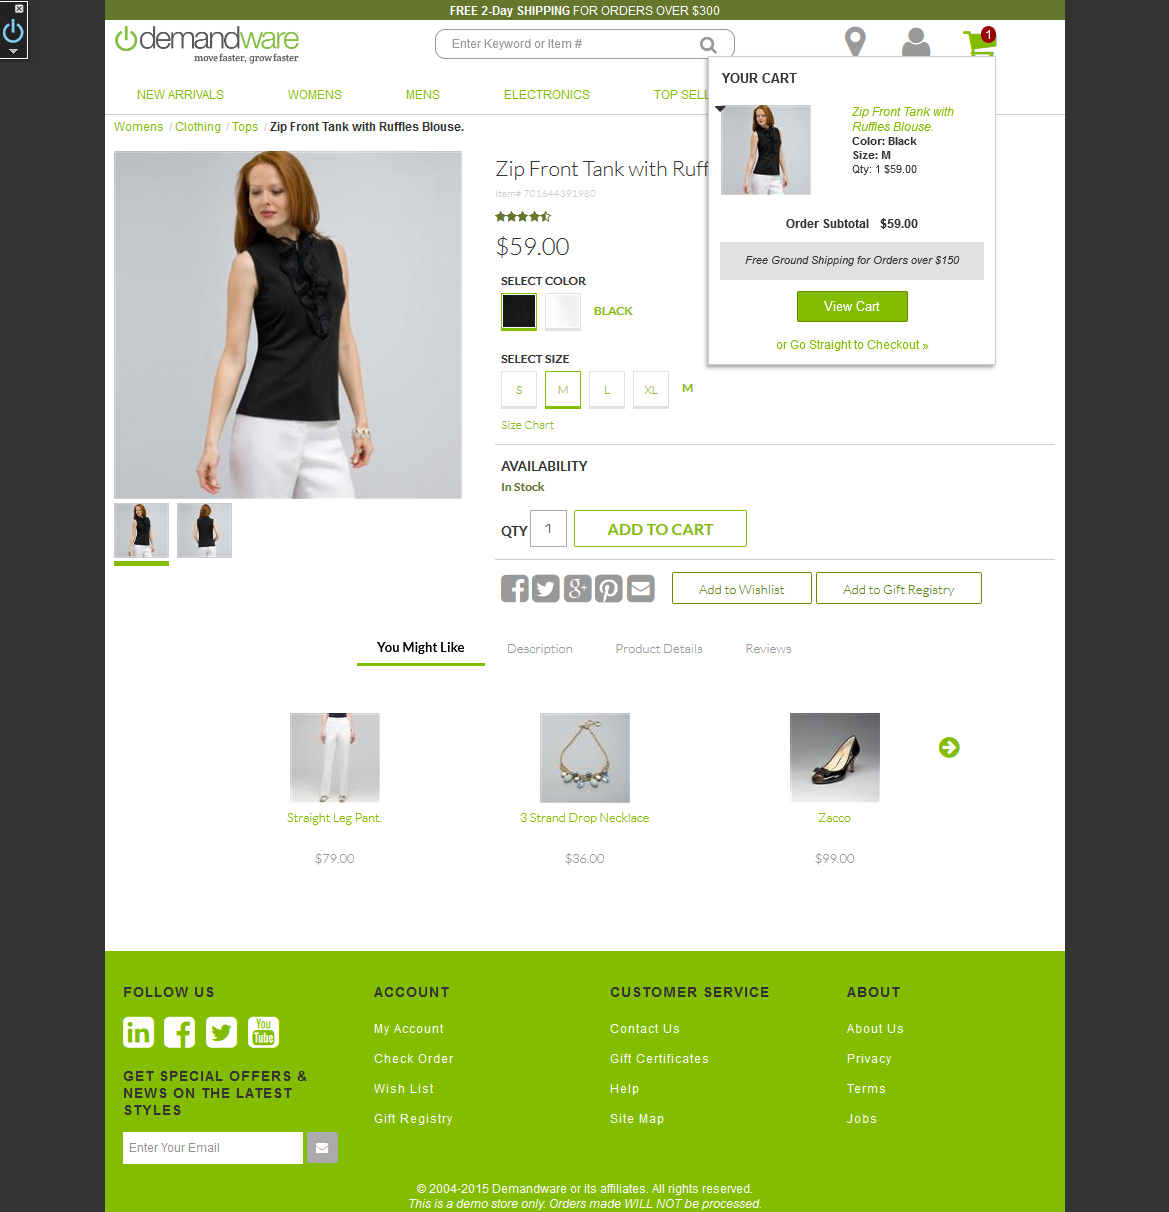 FREE 2-Day SHIPPING FOR ORDERS OVER $300
demandware
move faster, grow faster
Enter Keyword or Item #
1
NEW ARRIVALS
WOMENS
MENS
ELECTRONICS
TOP SELL
YOUR CART
Zip Front Tank with
Ruffles Blouse.
Color: Black
Size: M
Qty: 1 $59.00
Order Subtotal $59.00
Free Ground Shipping for Orders over $150
View Cart
or Go Straight to Checkout »
Womens / Clothing / Tops / Zip Front Tank with Ruffles Blouse.
Zip Front Tank with Ruff
Item# 701644391980
$59.00
SELECT COLOR
BLACK
SELECT SIZE
S M L XL M
Size Chart
AVAILABILITY
In Stock
QTY 1 ADD TO CART
Add to Wishlist
Add to Gift Registry
You Might Like
Description
Product Details
Reviews
Straight Leg Pant.
$79.00
3 Strand Drop Necklace
$36.00
Zacco
$99.00
FOLLOW US
You
Tube
GET SPECIAL OFFERS &
NEWS ON THE LATEST
STYLES
Enter Your Email
ACCOUNT
My Account
Check Order
Wish List
Gift Registry
CUSTOMER SERVICE
Contact Us
Gift Certificates
Help
Site Map
ABOUT
About Us
Privacy
Terms
Jobs
© 2004-2015 Demandware or its affiliates. All rights reserved.
This is a demo store only. Orders made WILL NOT be processed.